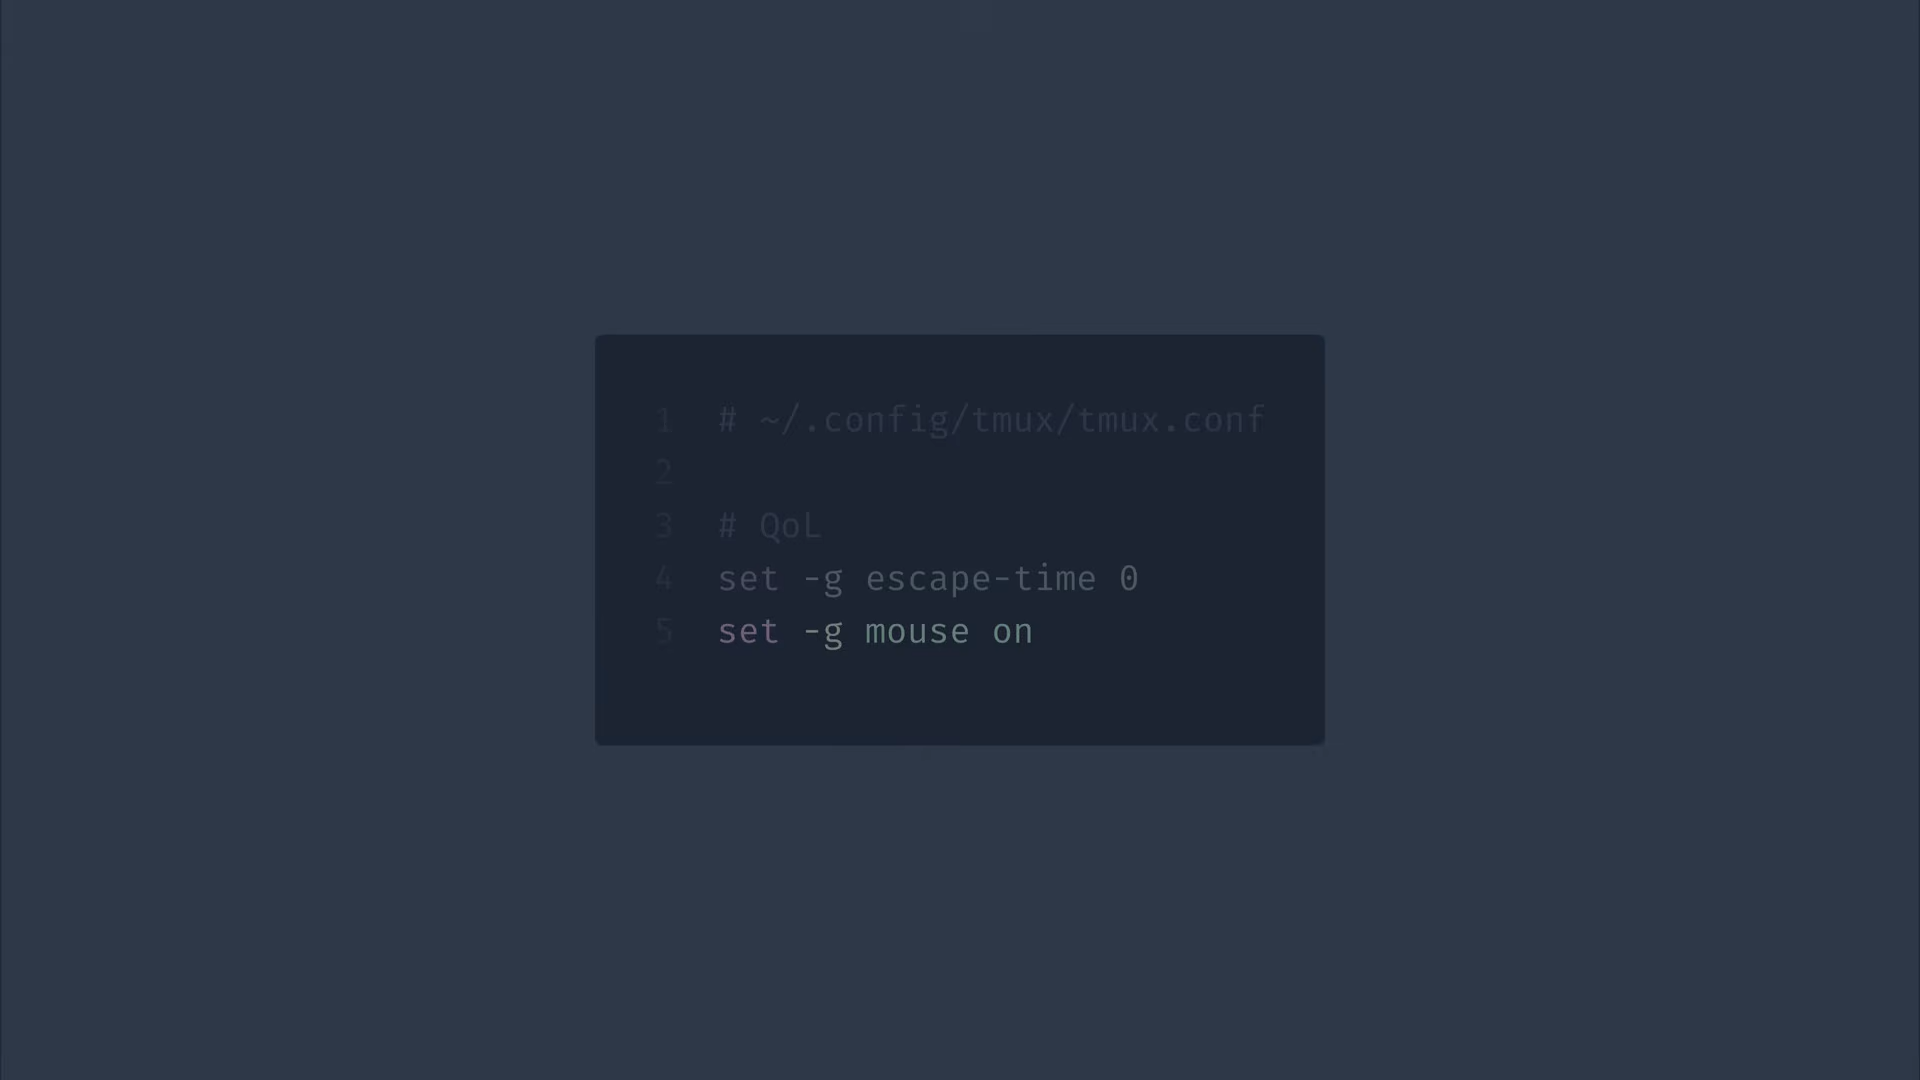 1 # ~/.config/tmux/tmux.conf
2
3 # QoL
4 set -g escape-time 0
5 set -g mouse on